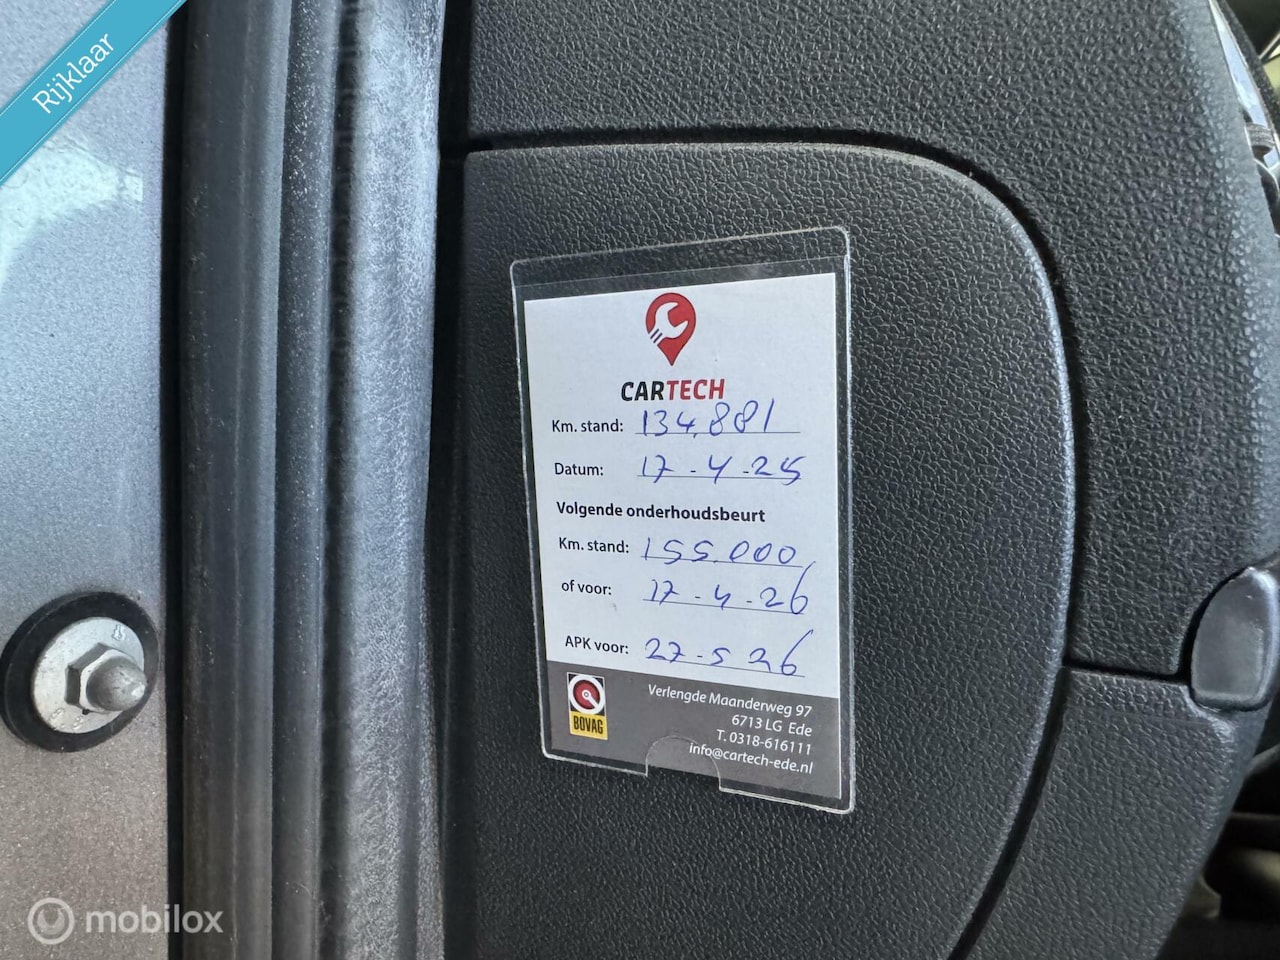 Rijklaar
CARTECH
Km. stand: 134.881
Datum: 17-4-25
Volgende onderhoudsbeurt
Km. stand: 155.000
of voor: 17-4-26
APK voor: 27-5 26
BOVAG
Verlengde Maanderweg 97
6713 LG Ede
T. 0318-616111
info@cartech-ede.nl
mobilox